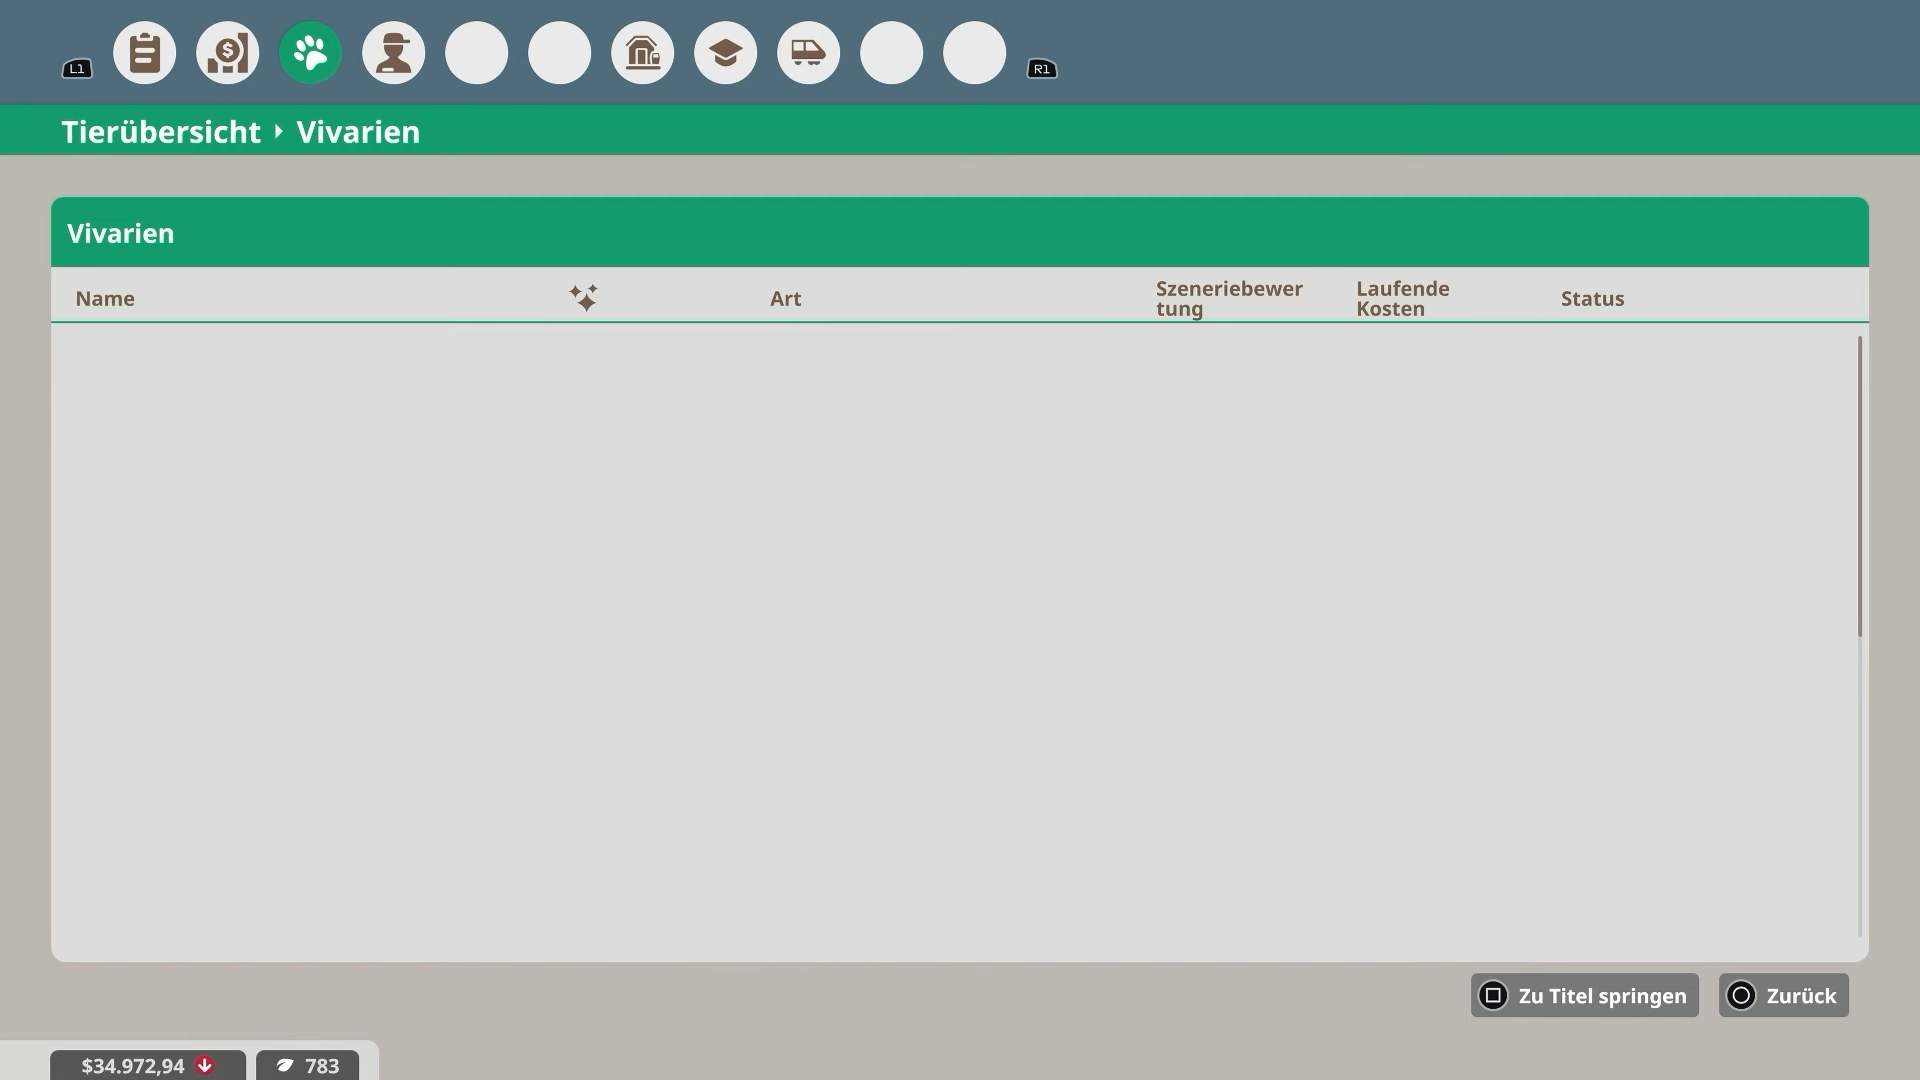 L1
R1
Tierübersicht Vivarien
Vivarien
Name Art Szeneriebewer Laufende Status
tung Kosten
Zu Titel springen Zurück
$34.972,94 783